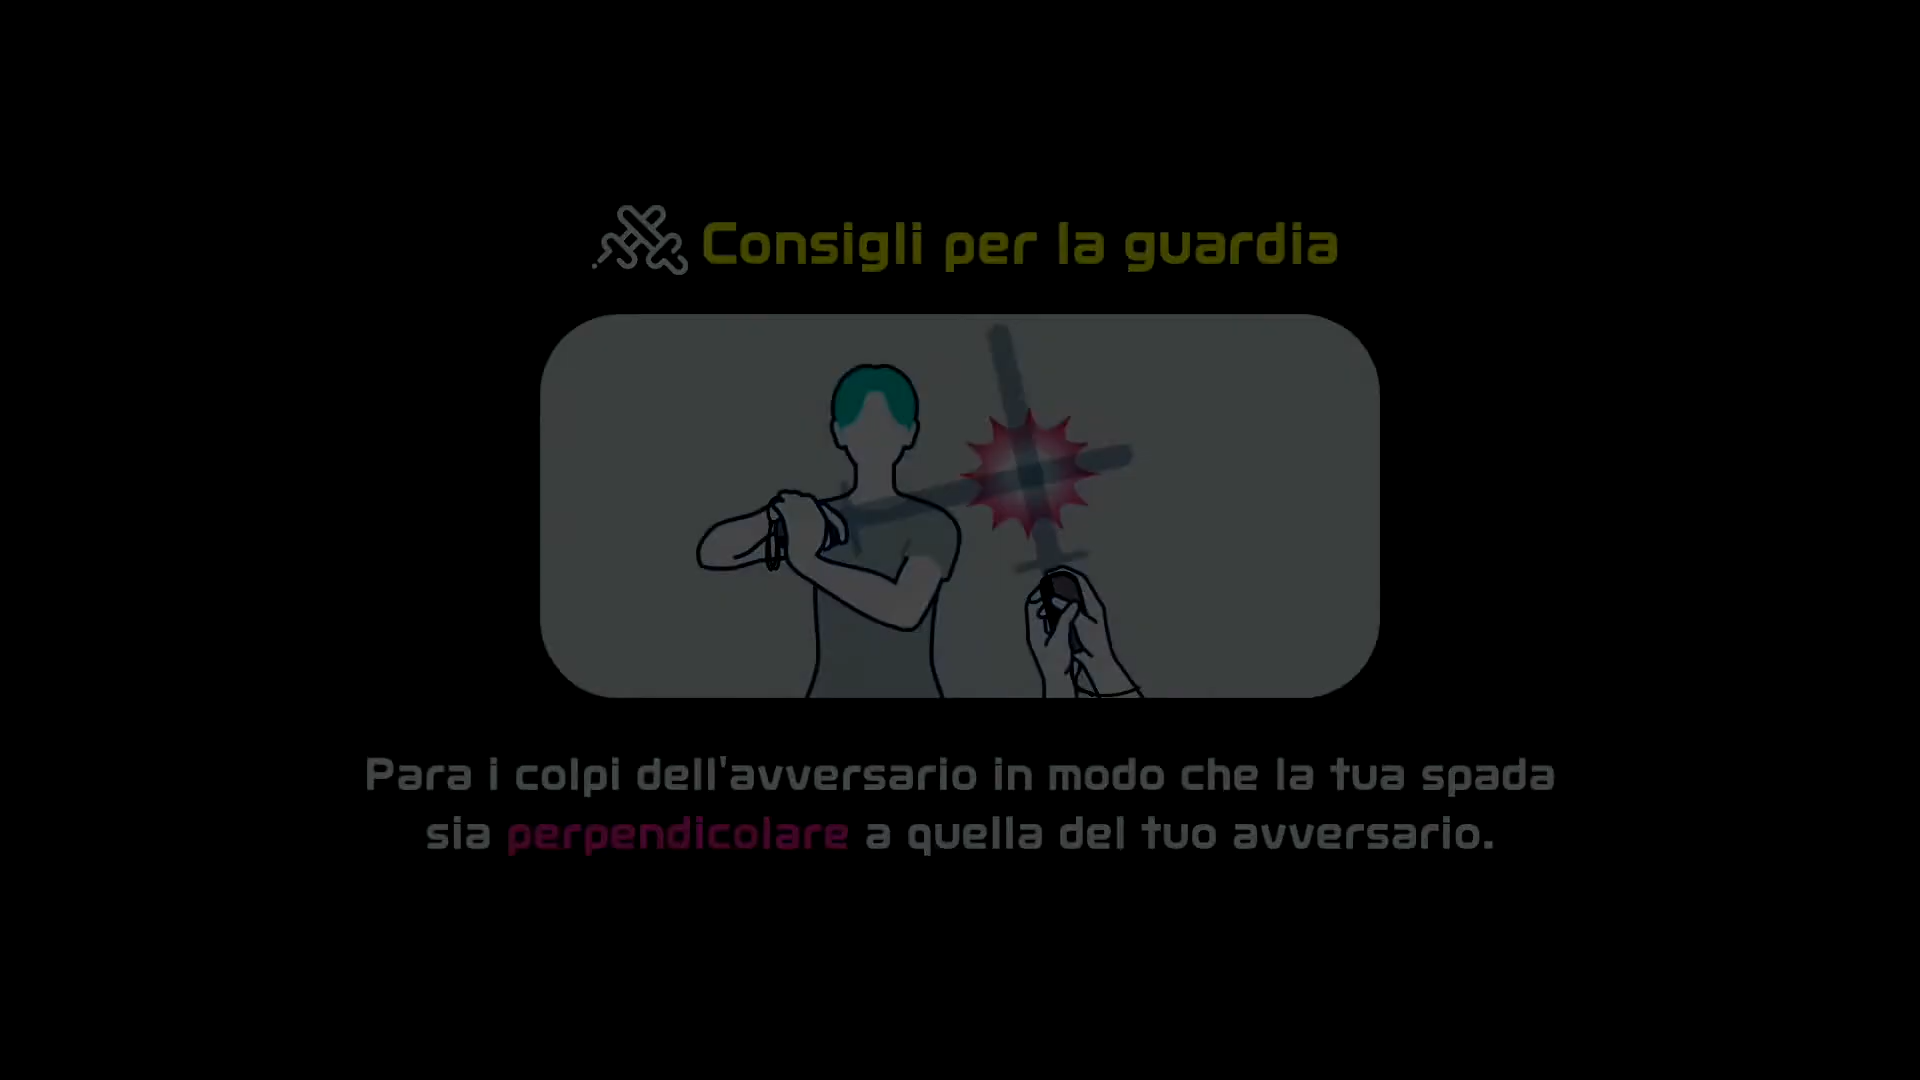 Consigli per la guardia
Para i colpi dell'avversario in modo che la tua spada
sia perpendicolare a quella del tuo avversario.